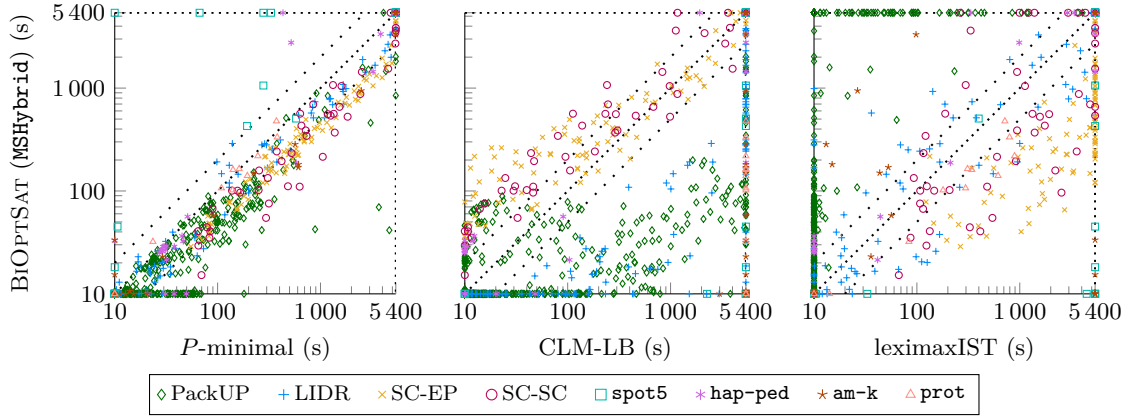 BIOPTSAT (MSHybrid) (s)
5 400
1 000
100
10
10 100 1 000 5 400
10 100 1 000 5 400
10 100 1 000 5 400
P-minimal (s)
CLM-LB (s)
leximaxIST (s)
PackUP LIDR SC-EP SC-SC spot5 hap-ped am-k prot